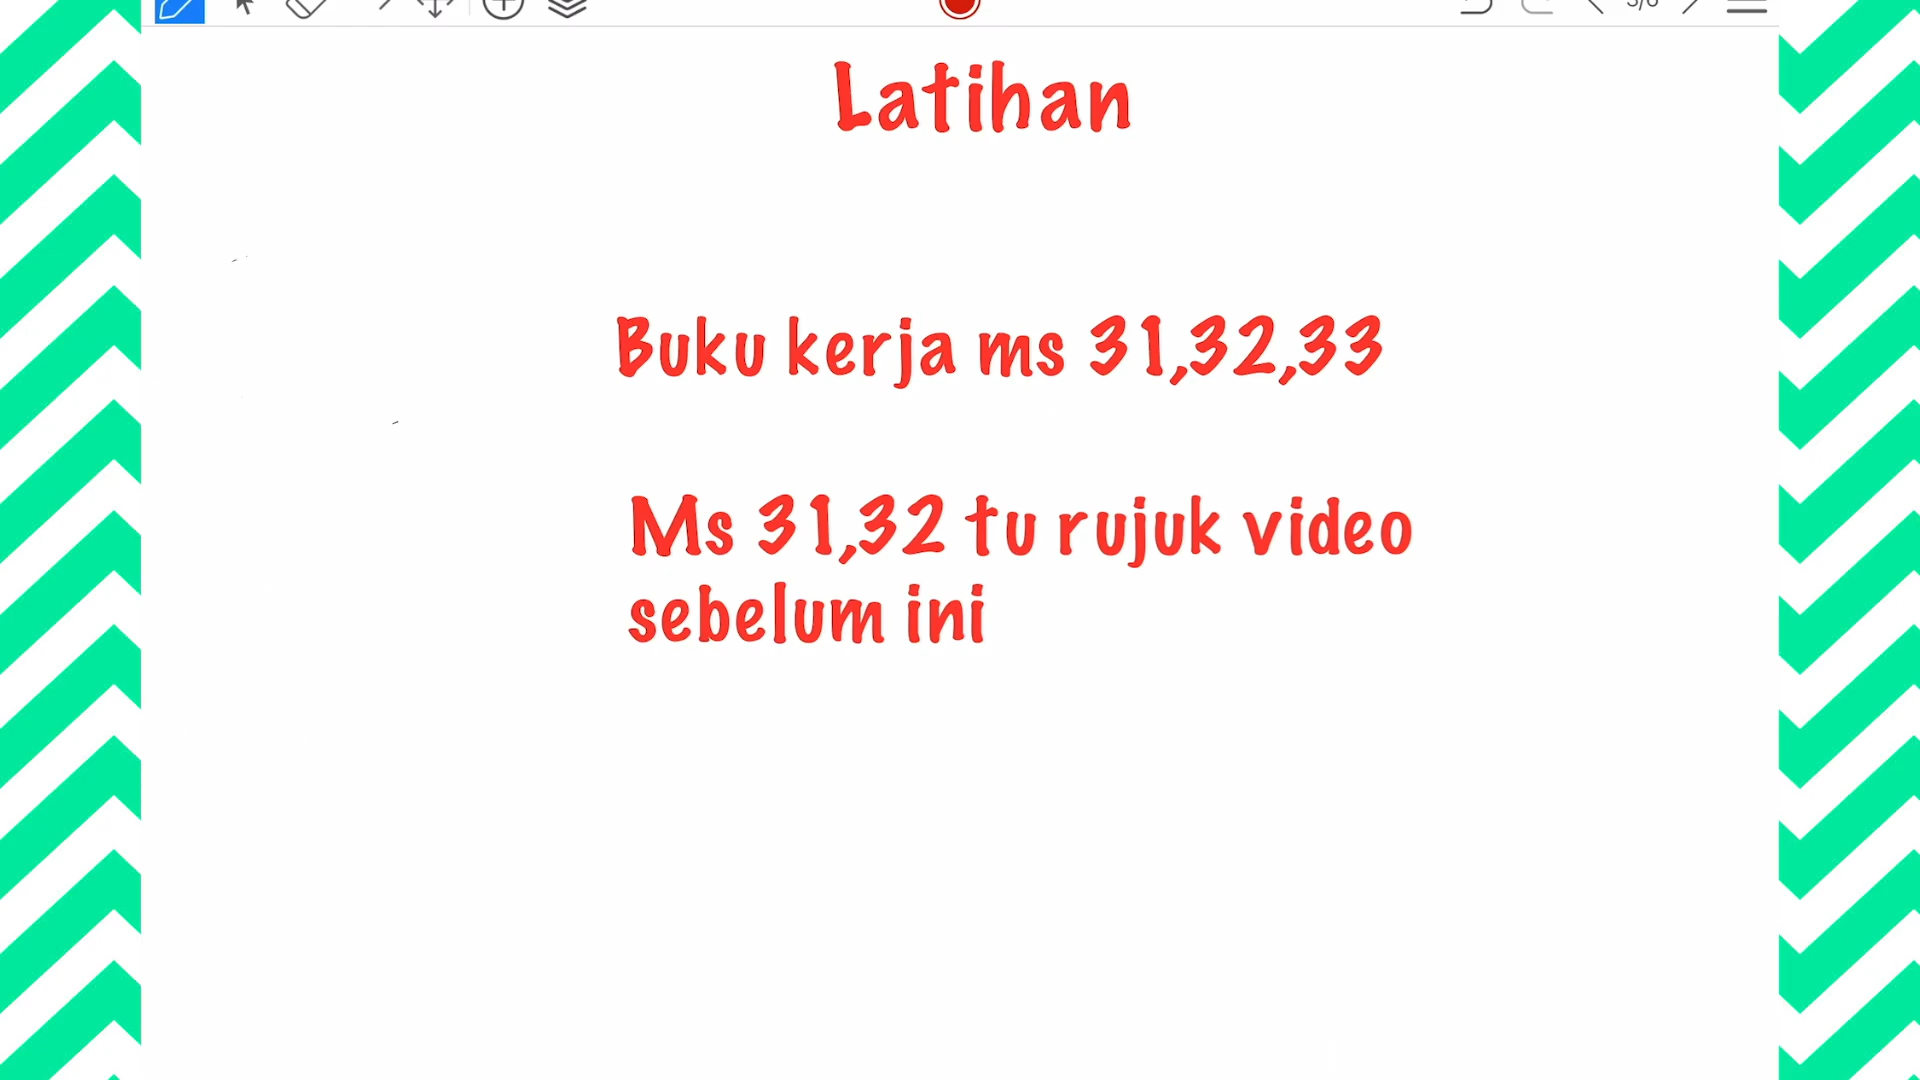 Latihan
Buku kerja ms 31,32,33
Ms 31,32 tu rujuk video
sebelum ini